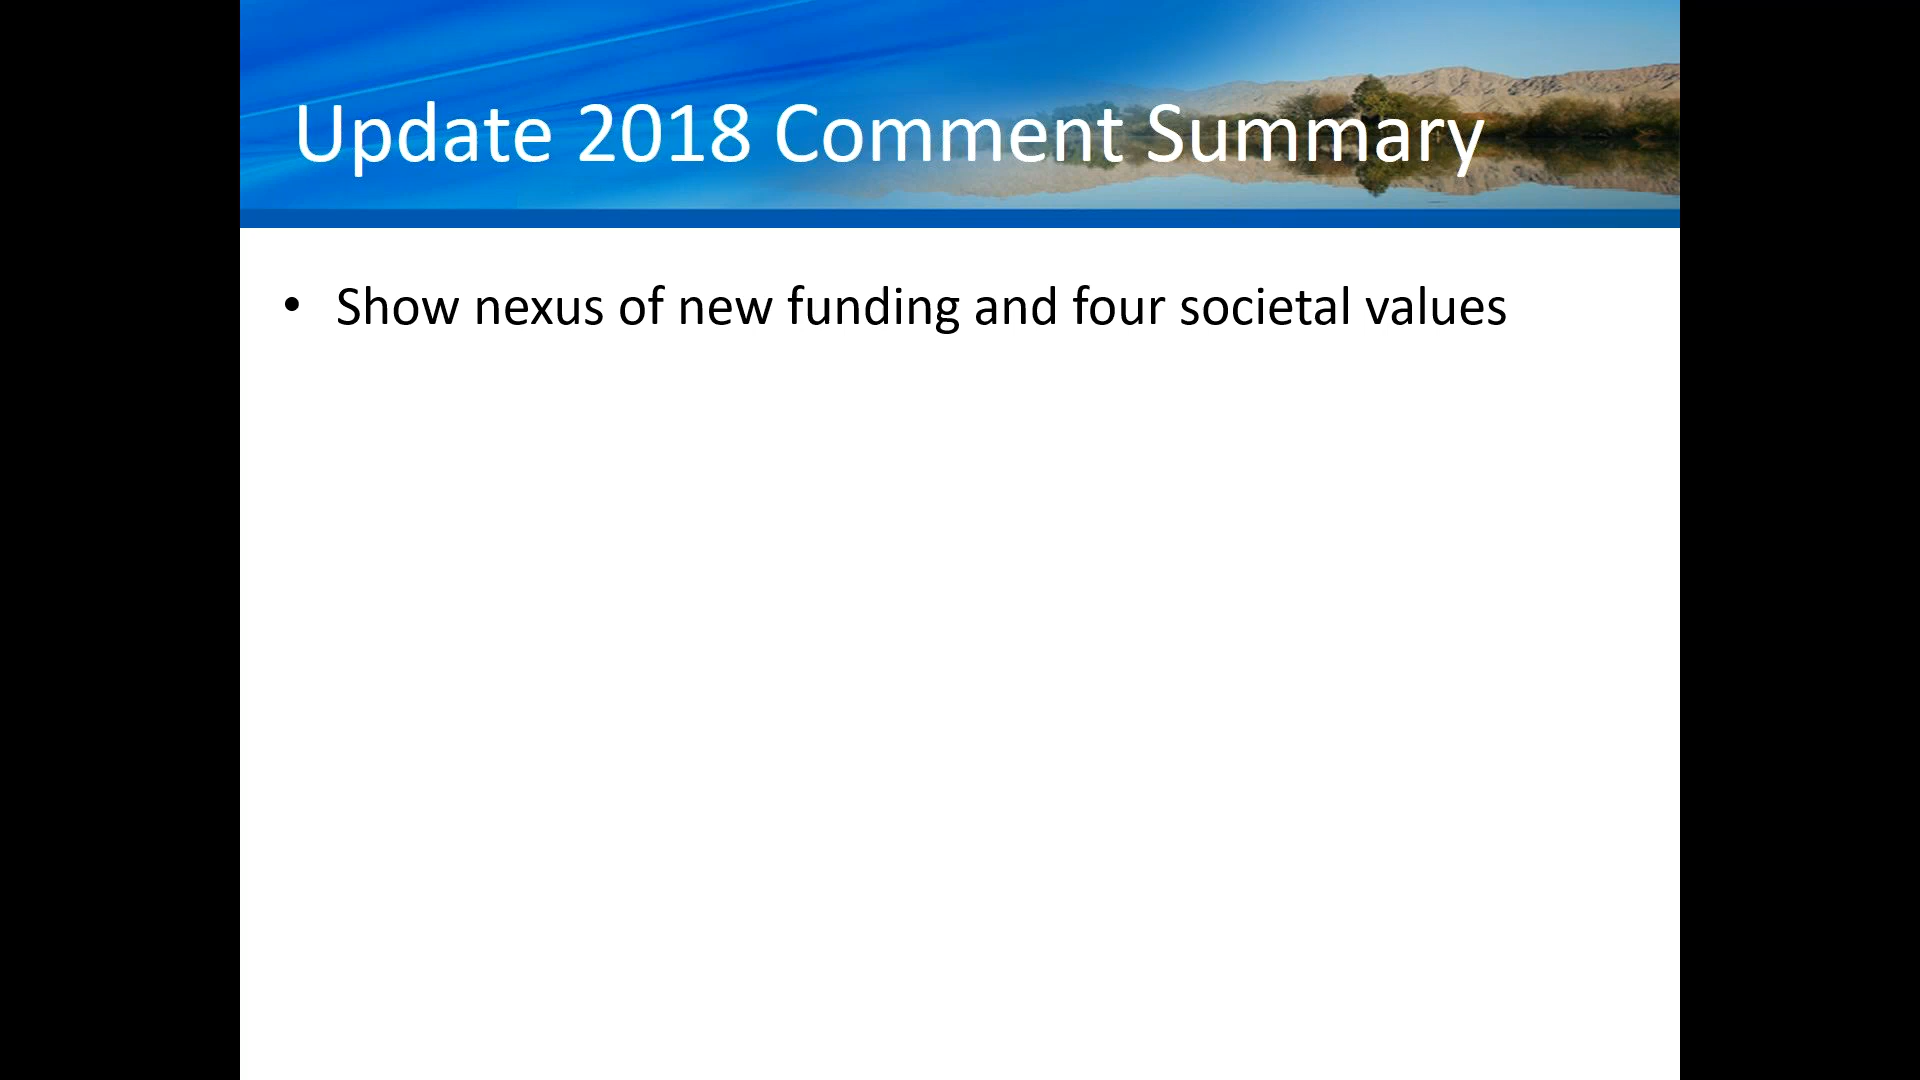 Update 2018 Comment Summary
• Show nexus of new funding and four societal values